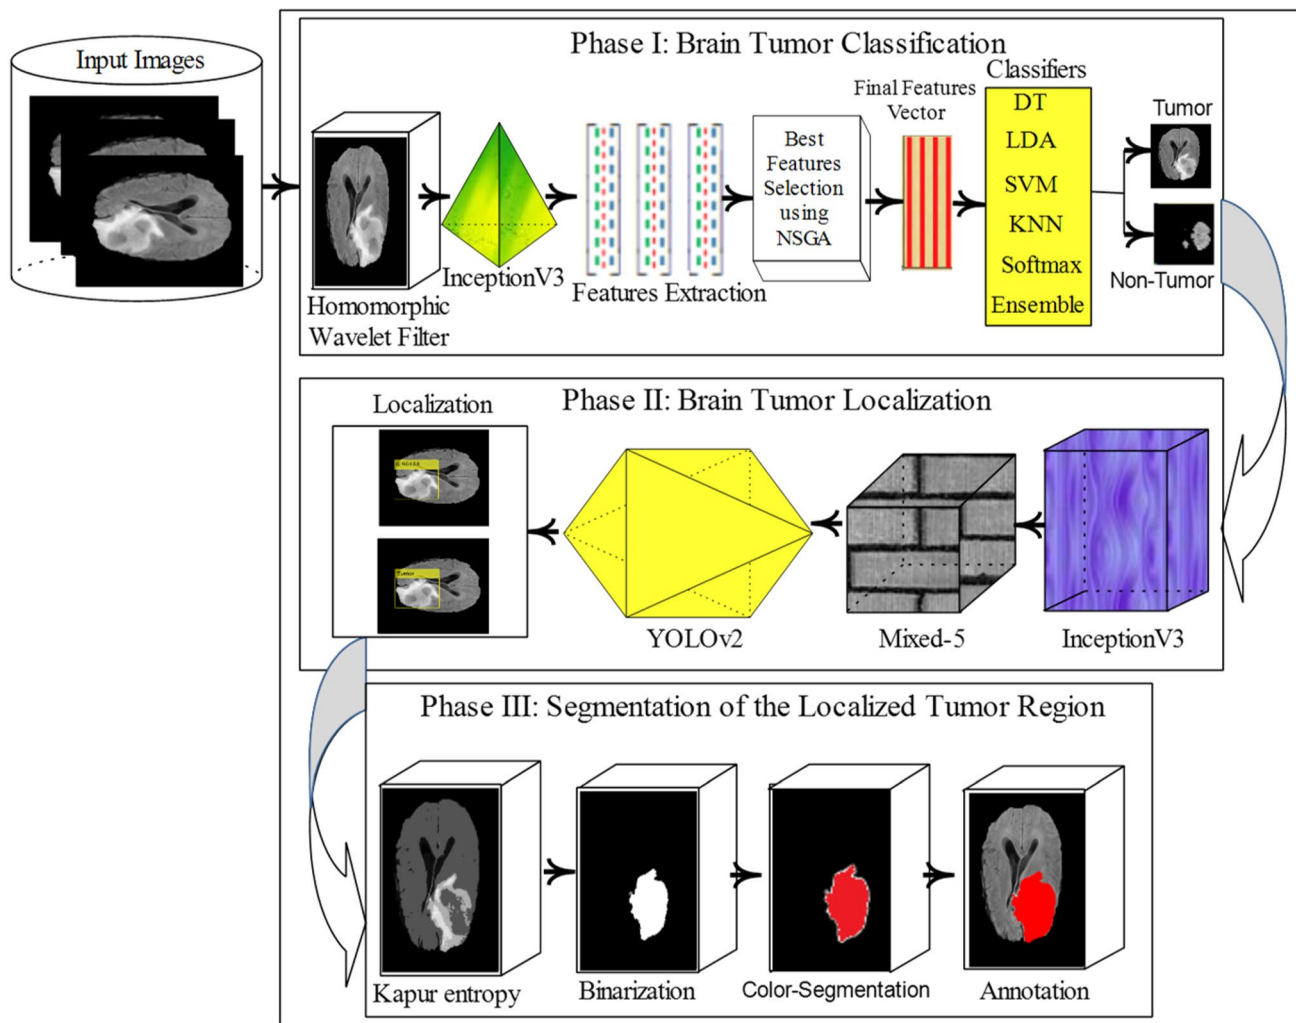 Input Images
Phase I: Brain Tumor Classification
Homomorphic
Wavelet Filter
InceptionV3
Features Extraction
Best
Features
Selection
using
NSGA
Final Features
Vector
Classifiers
DT
LDA
SVM
KNN
Softmax
Ensemble
Tumor
Non-Tumor
Phase II: Brain Tumor Localization
Localization
YOLOv2
Mixed-5
InceptionV3
Phase III: Segmentation of the Localized Tumor Region
Kapur entropy
Binarization
Color-Segmentation
Annotation